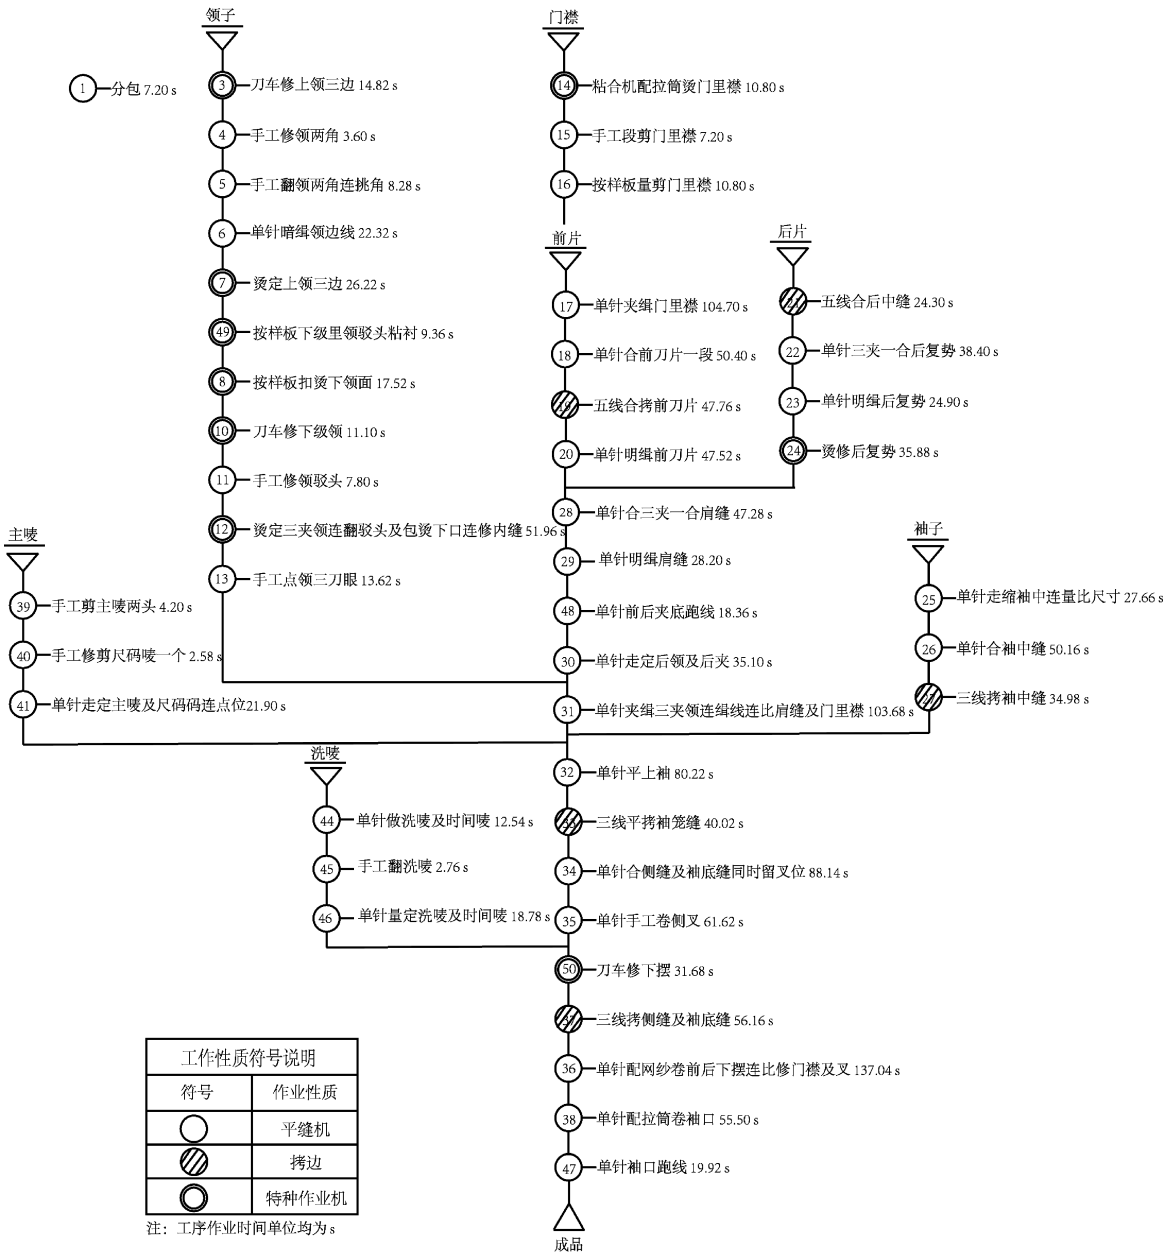 领子
3 刀车修上领三边 14.82 s
4 手工修领两角 3.60 s
5 手工翻领两角连挑角 8.28 s
6 单针暗缉领边线 22.32 s
7 烫定上领三边 26.22 s
49 按样板下级里领驳头粘衬 9.36 s
8 按样板扣烫下领面 17.52 s
10 刀车修下级领 11.10 s
11 手工修领驳头 7.80 s
12 烫定三夹领连翻驳头及包烫下口连修内缝 51.96 s
13 手工点领三刀眼 13.62 s
1 分包 7.20 s
门襟
14 粘合机配拉筒烫门里襟 10.80 s
15 手工段剪门里襟 7.20 s
16 按样板量剪门里襟 10.80 s
前片
17 单针夹缉门里襟 104.70 s
18 单针合前刀片一段 50.40 s
19 五线合拷前刀片 47.76 s
20 单针明缉前刀片 47.52 s
后片
21 五线合后中缝 24.30 s
22 单针三夹一合后复势 38.40 s
23 单针明缉后复势 24.90 s
24 烫修后复势 35.88 s
28 单针合三夹一合肩缝 47.28 s
29 单针明缉肩缝 28.20 s
48 单针前后夹底跑线 18.36 s
30 单针走定后领及后夹 35.10 s
31 单针夹缉三夹领连缉线连比肩缝及门里襟 103.68 s
袖子
25 单针走缩袖中连量比尺寸 27.66 s
26 单针合袖中缝 50.16 s
27 三线拷袖中缝 34.98 s
主唛
39 手工剪主唛两头 4.20 s
40 手工修剪尺码唛一个 2.58 s
41 单针走定主唛及尺码码连点位21.90 s
32 单针平上袖 80.22 s
33 三线平拷袖笼缝 40.02 s
34 单针合侧缝及袖底缝同时留叉位 88.14 s
35 单针手工卷侧叉 61.62 s
洗唛
44 单针做洗唛及时间唛 12.54 s
45 手工翻洗唛 2.76 s
46 单针量定洗唛及时间唛 18.78 s
50 刀车修下摆 31.68 s
37 三线拷侧缝及袖底缝 56.16 s
36 单针配网纱卷前后下摆连比修门襟及叉 137.04 s
38 单针配拉筒卷袖口 55.50 s
47 单针袖口跑线 19.92 s
成品
工作性质符号说明
符号 作业性质
平缝机
拷边
特种作业机
注：工序作业时间单位均为 s